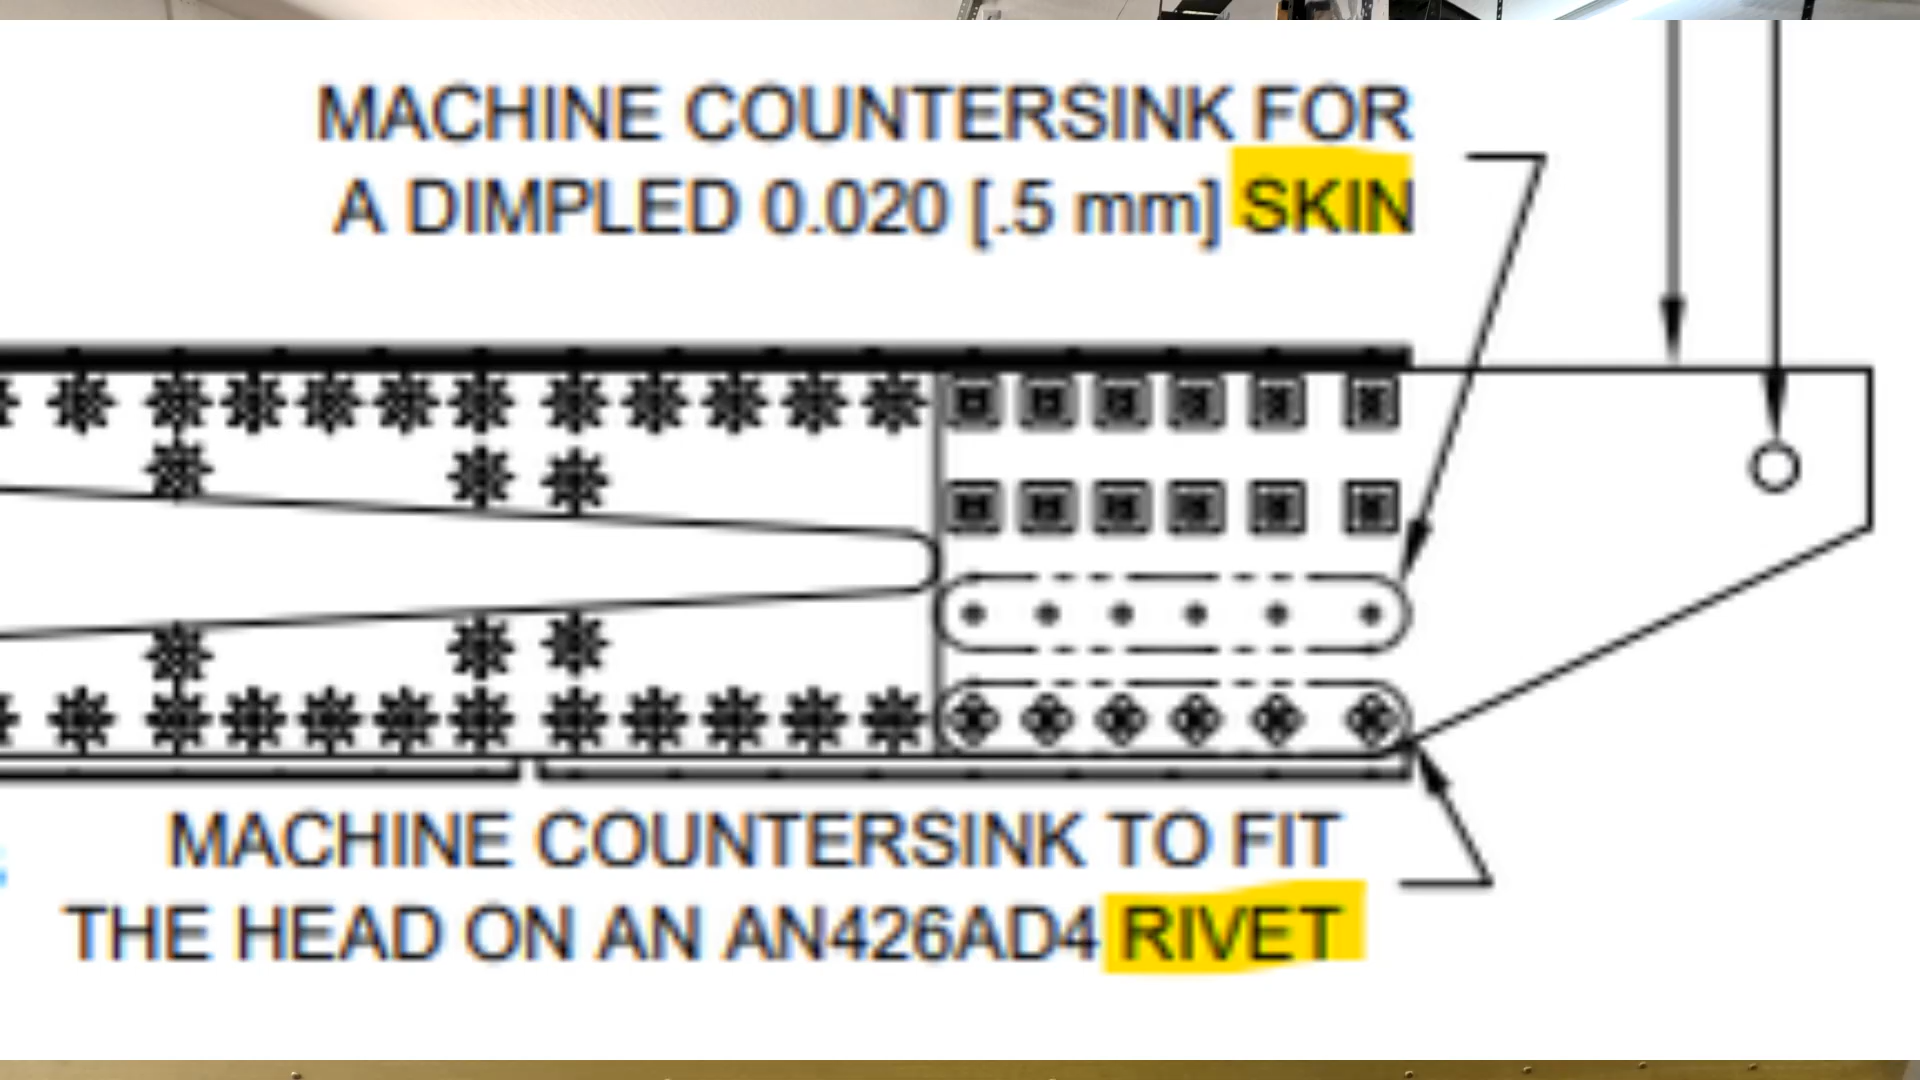 MACHINE COUNTERSINK FOR
A DIMPLED 0.020 [.5 mm] SKIN
MACHINE COUNTERSINK TO FIT
THE HEAD ON AN AN426AD4 RIVET